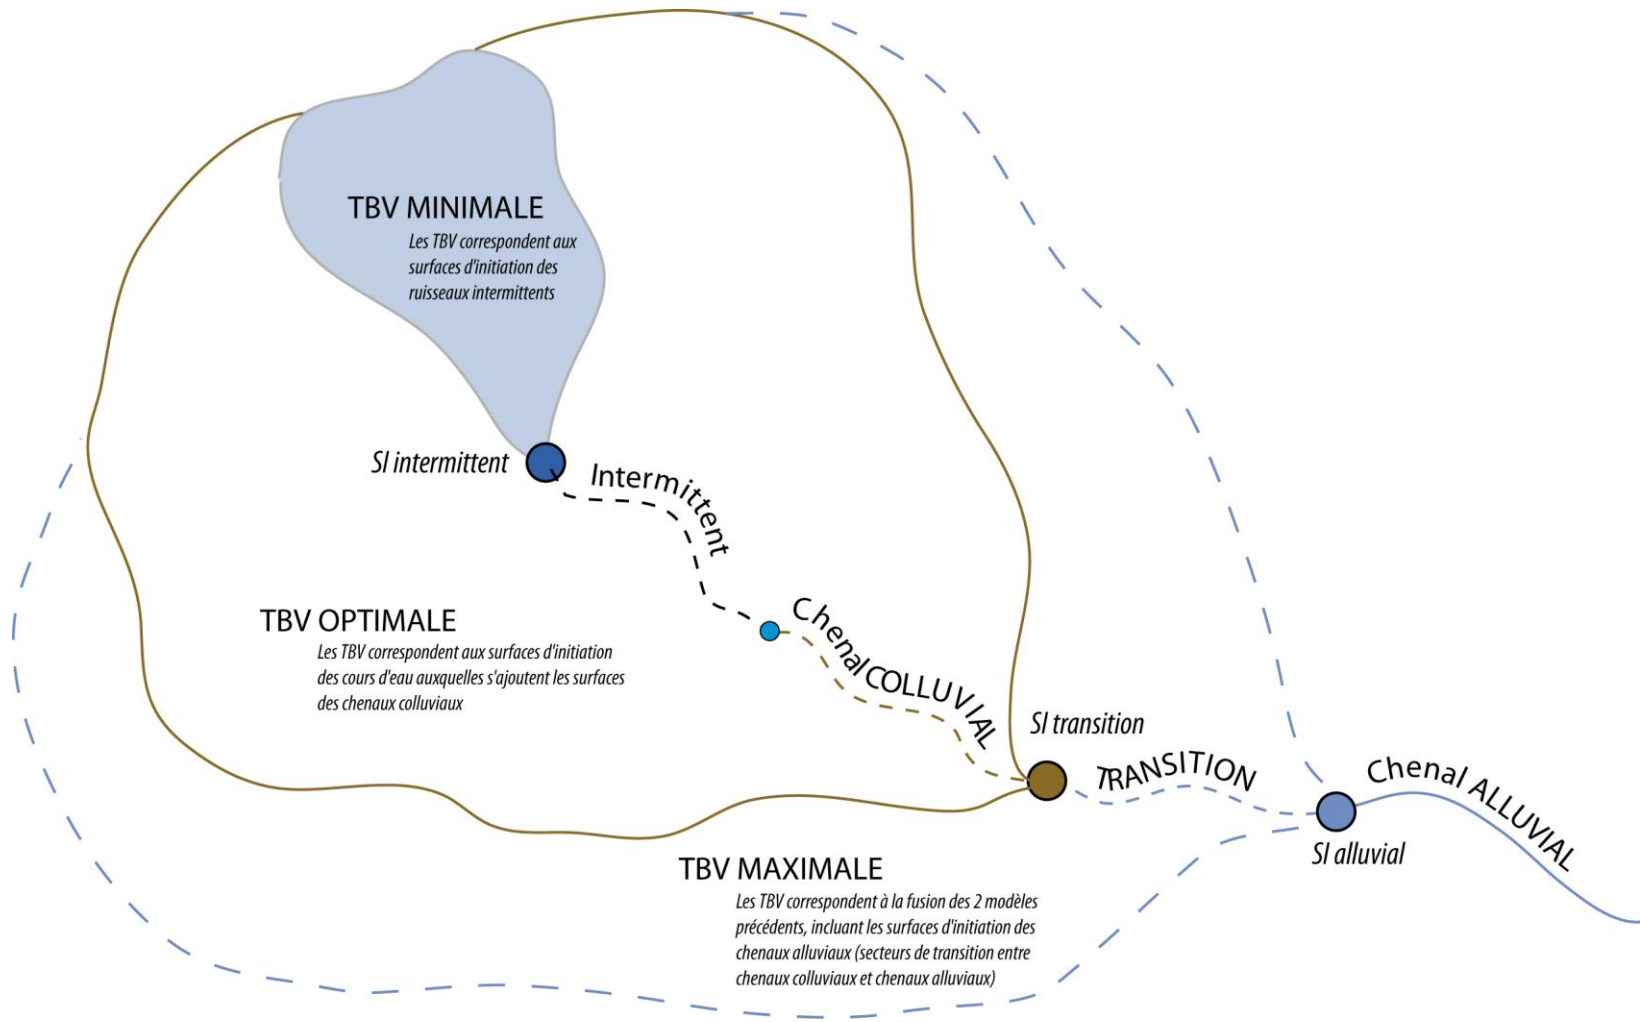 TBV MINIMALE
Les TBV correspondent aux
surfaces d'initiation des
ruisseaux intermittents
SI intermittent
Intermittent
TBV OPTIMALE
Les TBV correspondent aux surfaces d'initiation
des cours d'eau auxquelles s'ajoutent les surfaces
des chenaux colluviaux
Chenal COLLUVIAL
SI transition
TRANSITION
Chenal ALLUVIAL
SI alluvial
TBV MAXIMALE
Les TBV correspondent à la fusion des 2 modèles
précédents, incluant les surfaces d'initiation des
chenaux alluviaux (secteurs de transition entre
chenaux colluviaux et chenaux alluviaux)